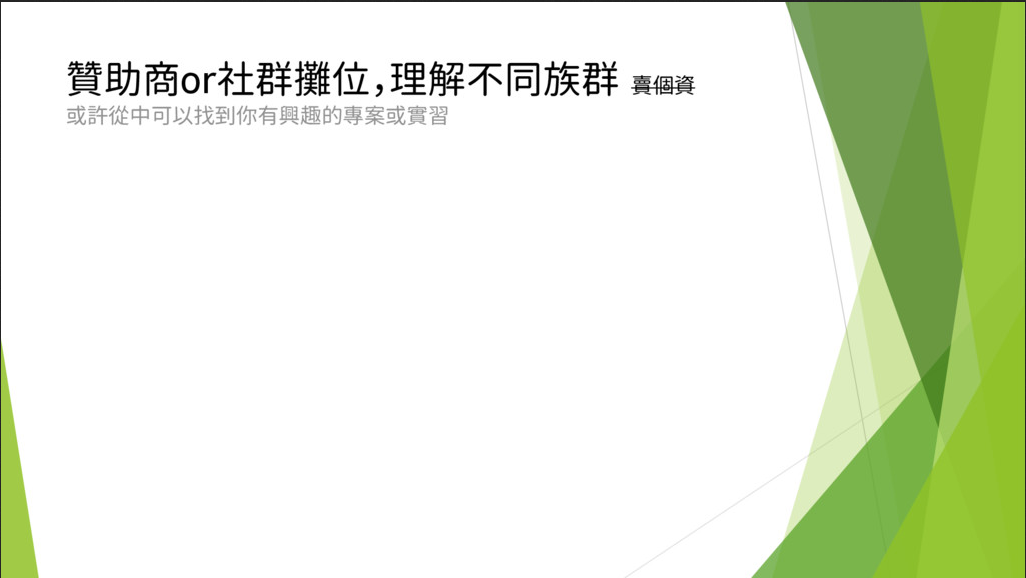 贊助商or社群攤位,理解不同族群 賣個資
或許從中可以找到你有興趣的專案或實習